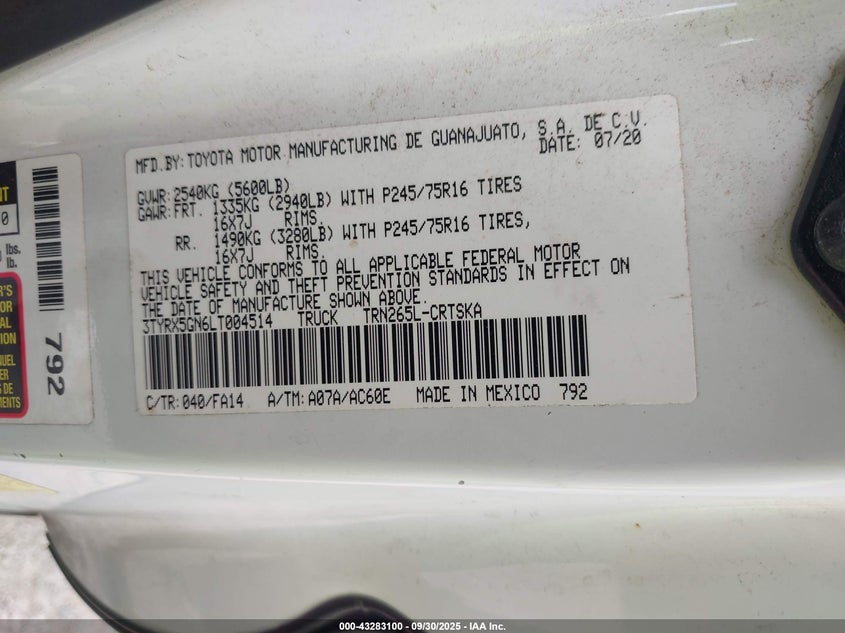 MFD.BY: TOYOTA MOTOR MANUFACTURING DE GUANAJUATO, S.A. DE C.V.
DATE: 07/20
GVWR: 2540KG (5600LB)
GAWR: FRT. 1335KG (2940LB) WITH P245/75R16 TIRES
16X7J RIMS.
RR. 1490KG (3280LB) WITH P245/75R16 TIRES,
16X7J RIMS.
THIS VEHICLE CONFORMS TO ALL APPLICABLE FEDERAL MOTOR
VEHICLE SAFETY AND THEFT PREVENTION STANDARDS IN EFFECT ON
THE DATE OF MANUFACTURE SHOWN ABOVE.
3TYRX5GN6LT004514 TRUCK TRN265L-CRTSKA
C/TR: 040/FA14 A/TM: A07A/AC60E MADE IN MEXICO 792
lbs.
lb.
792
000-43283100 - 09/30/2025 - IAA Inc.